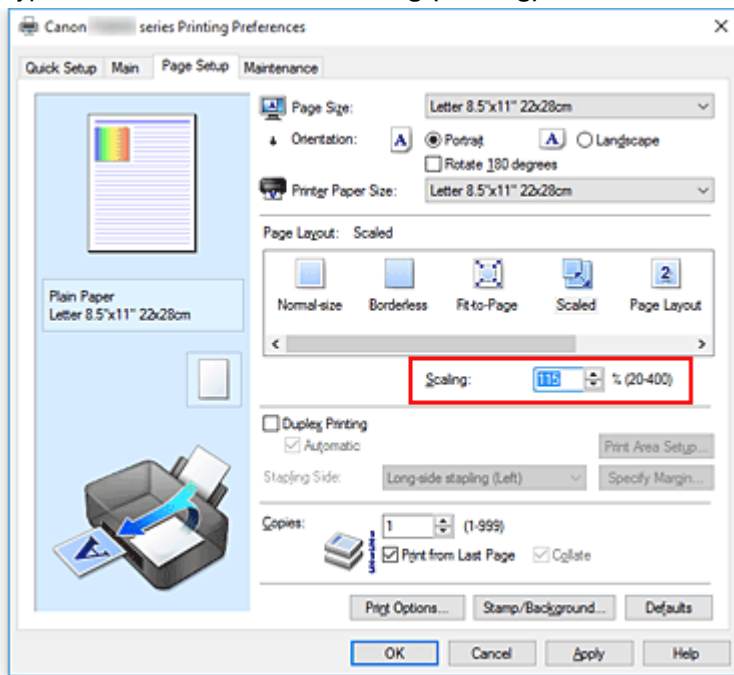 Canon series Printing Preferences
Quick Setup Main Page Setup Maintenance
Page Size: Letter 8.5"x11" 22x28cm
Orientation: A Portrait A Landscape
Rotate 180 degrees
Printer Paper Size: Letter 8.5"x11" 22x28cm
Page Layout: Scaled
Normal-size Borderless Fit-to-Page Scaled 2 Page Layout
Plain Paper
Letter 8.5"x11" 22x28cm
Scaling: 115 % (20-400)
Duplex Printing
Automatic Print Area Setup...
Stapling Side: Long-side stapling (Left) Specify Margin...
Copies: 1 (1-999)
Print from Last Page Collate
A
Print Options... Stamp/Background... Defaults
OK Cancel Apply Help